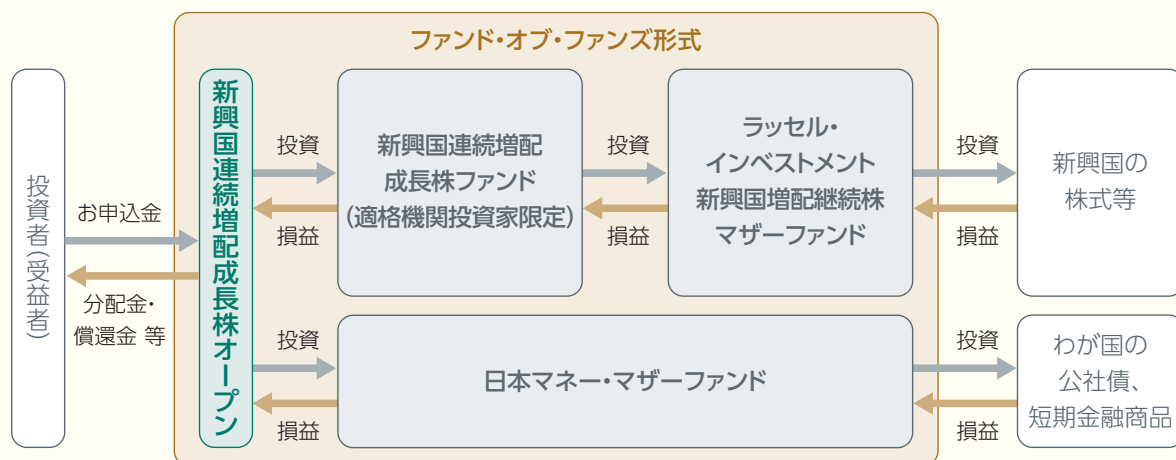 ファンド・オブ・ファンズ形式
投資者(受益者)
お申込金
分配金・
償還金 等
新興国連続増配成長株オープン
投資
損益
新興国連続増配
成長株ファンド
(適格機関投資家限定)
投資
損益
ラッセル・
インベストメント
新興国増配継続株
マザーファンド
投資
損益
新興国の
株式等
投資
損益
日本マネー・マザーファンド
投資
損益
わが国の
公社債、
短期金融商品